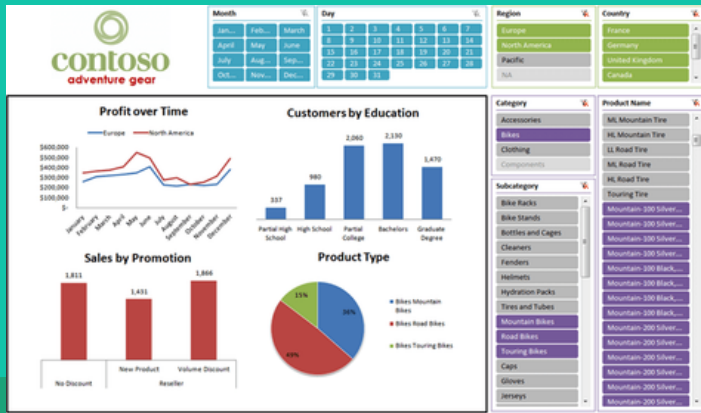 contoso
adventure gear
Month
Jan... Feb... March
April May June
July Aug... Sep...
Oct... Nov... Dec...
Day
1 2 3 4 5 6 7
8 9 10 11 12 13 14
15 16 17 18 19 20 21
22 23 24 25 26 27 28
29 30 31
Region
Europe
North America
Pacific
NA
Country
France
Germany
United Kingdom
Canada
Profit over Time
Europe North America
$600,000
$500,000
$400,000
$300,000
$200,000
$100,000
$-
January
February
March
April
May
June
July
August
September
October
November
December
Customers by Education
337
980
2,060
2,130
1,470
Partial High School
High School
Partial College
Bachelors
Graduate Degree
Sales by Promotion
1,811
1,431
1,866
No Discount
New Product
Volume Discount
Reseller
Product Type
15%
36%
49%
Bikes Mountain Bikes
Bikes Road Bikes
Bikes Touring Bikes
Category
Accessories
Bikes
Clothing
Components
Subcategory
Bike Racks
Bike Stands
Bottles and Cages
Cleaners
Fenders
Helmets
Hydration Packs
Tires and Tubes
Mountain Bikes
Road Bikes
Touring Bikes
Caps
Gloves
Jerseys
Product Name
ML Mountain Tire
HL Mountain Tire
LL Road Tire
ML Road Tire
HL Road Tire
Touring Tire
Mountain-100 Silver...
Mountain-100 Silver...
Mountain-100 Silver...
Mountain-100 Black,...
Mountain-100 Black,...
Mountain-100 Black,...
Mountain-200 Silver...
Mountain-200 Silver...
Mountain-200 Silver...
Mountain-200 Silver...
Mountain-200 Silver...